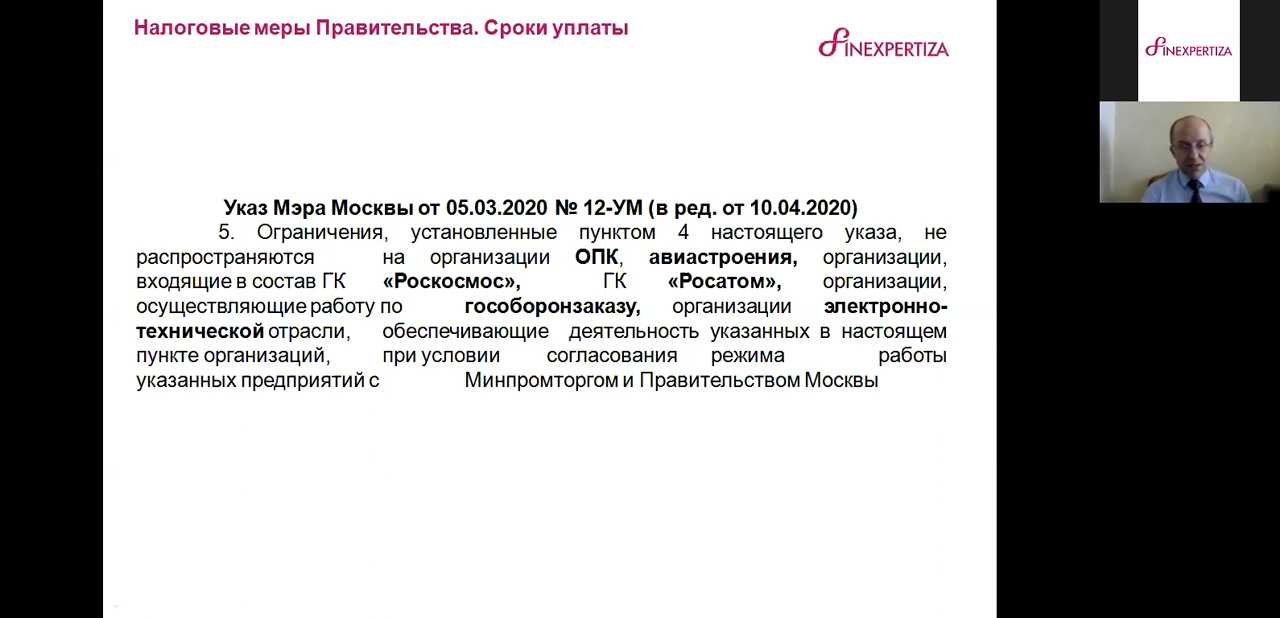 Налоговые меры Правительства. Сроки уплаты
FINEXPERTIZA
FINEXPERTIZA
Указ Мэра Москвы от 05.03.2020 № 12-УМ (в ред. от 10.04.2020)
5. Ограничения, установленные пунктом 4 настоящего указа, не
распространяются на организации ОПК, авиастроения, организации,
входящие в состав ГК «Роскосмос», ГК «Росатом», организации,
осуществляющие работу по гособоронзаказу, организации электронно-
технической отрасли, обеспечивающие деятельность указанных в настоящем
пункте организаций, при условии согласования режима работы
указанных предприятий с Минпромторгом и Правительством Москвы